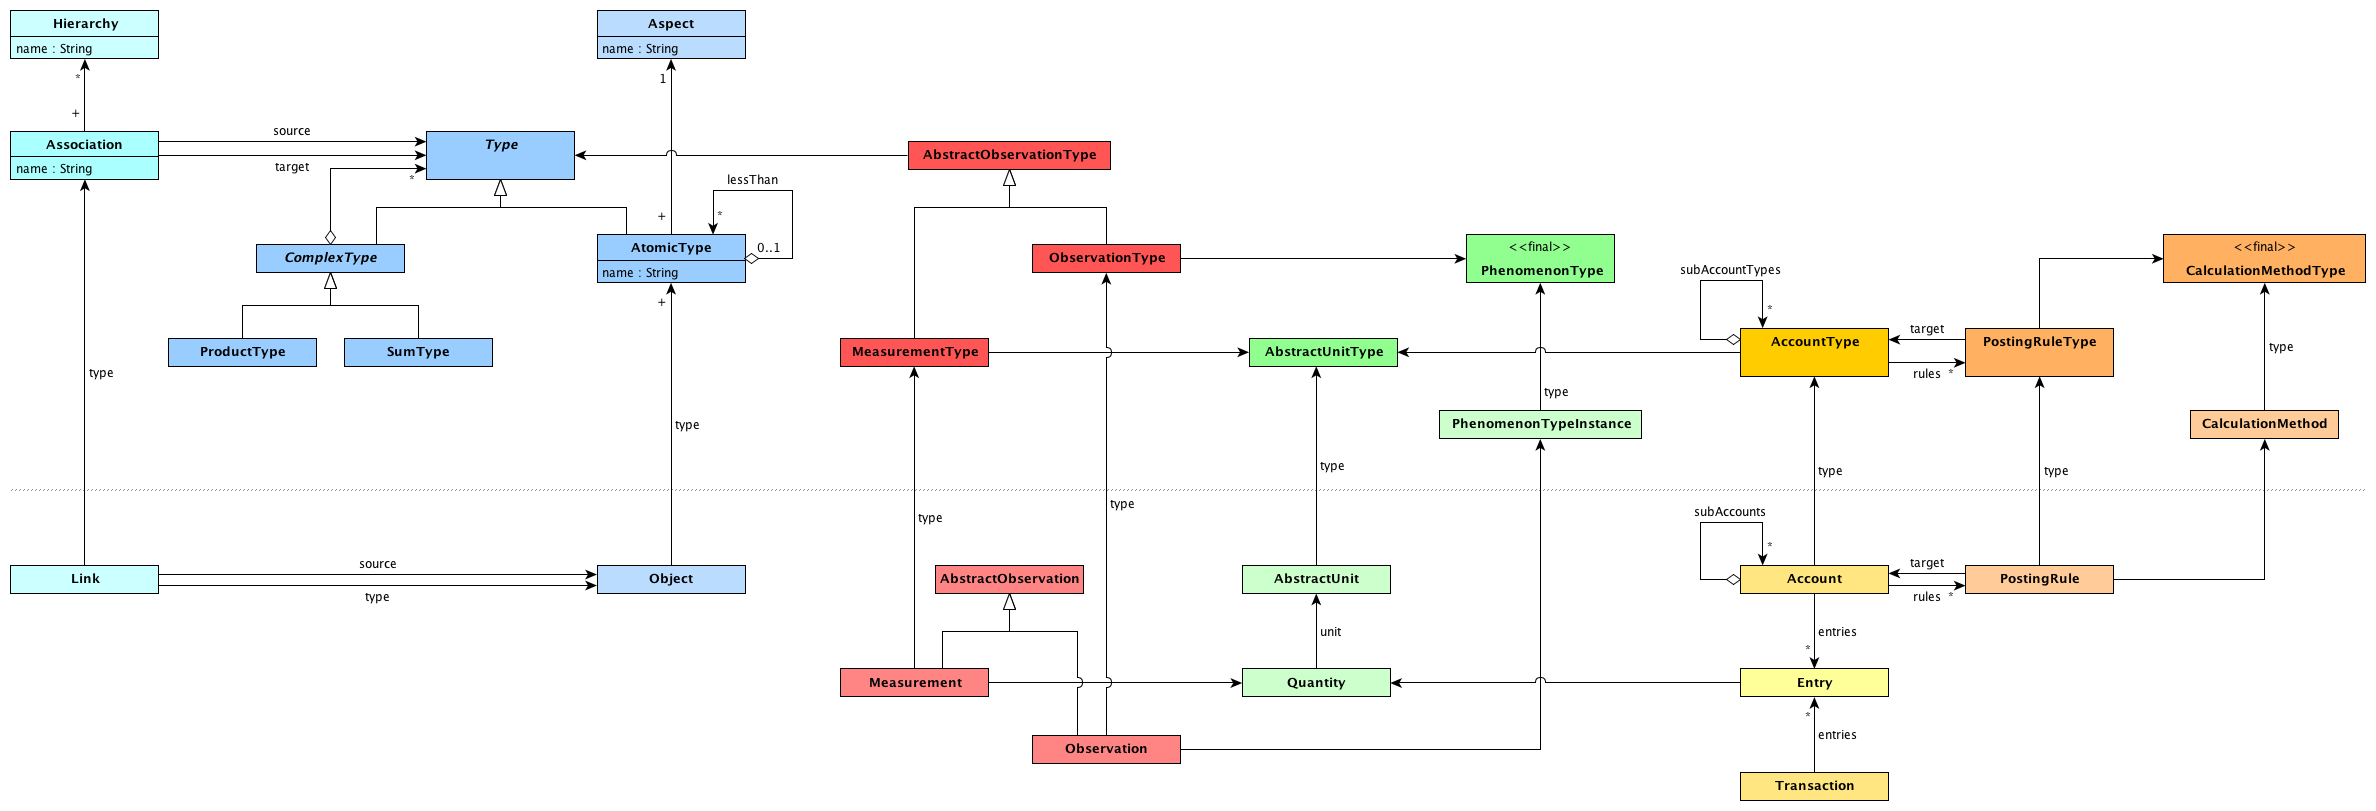 Hierarchy
name : String
Aspect
name : String
*
1
+
Association
name : String
source
target
*
Type
AbstractObservationType
lessThan
*
+
0..1
ComplexType
AtomicType
name : String
+
ObservationType
<<final>>
PhenomenonType
<<final>>
CalculationMethodType
subAccountTypes
*
ProductType
SumType
MeasurementType
AbstractUnitType
AccountType
target
rules *
PostingRuleType
type
type
type
PhenomenonTypeInstance
CalculationMethod
type
type
type
type
type
type
subAccounts
*
Link
source
type
Object
AbstractObservation
AbstractUnit
Account
target
rules *
PostingRule
unit
entries
*
Measurement
Quantity
Entry
*
entries
Observation
Transaction